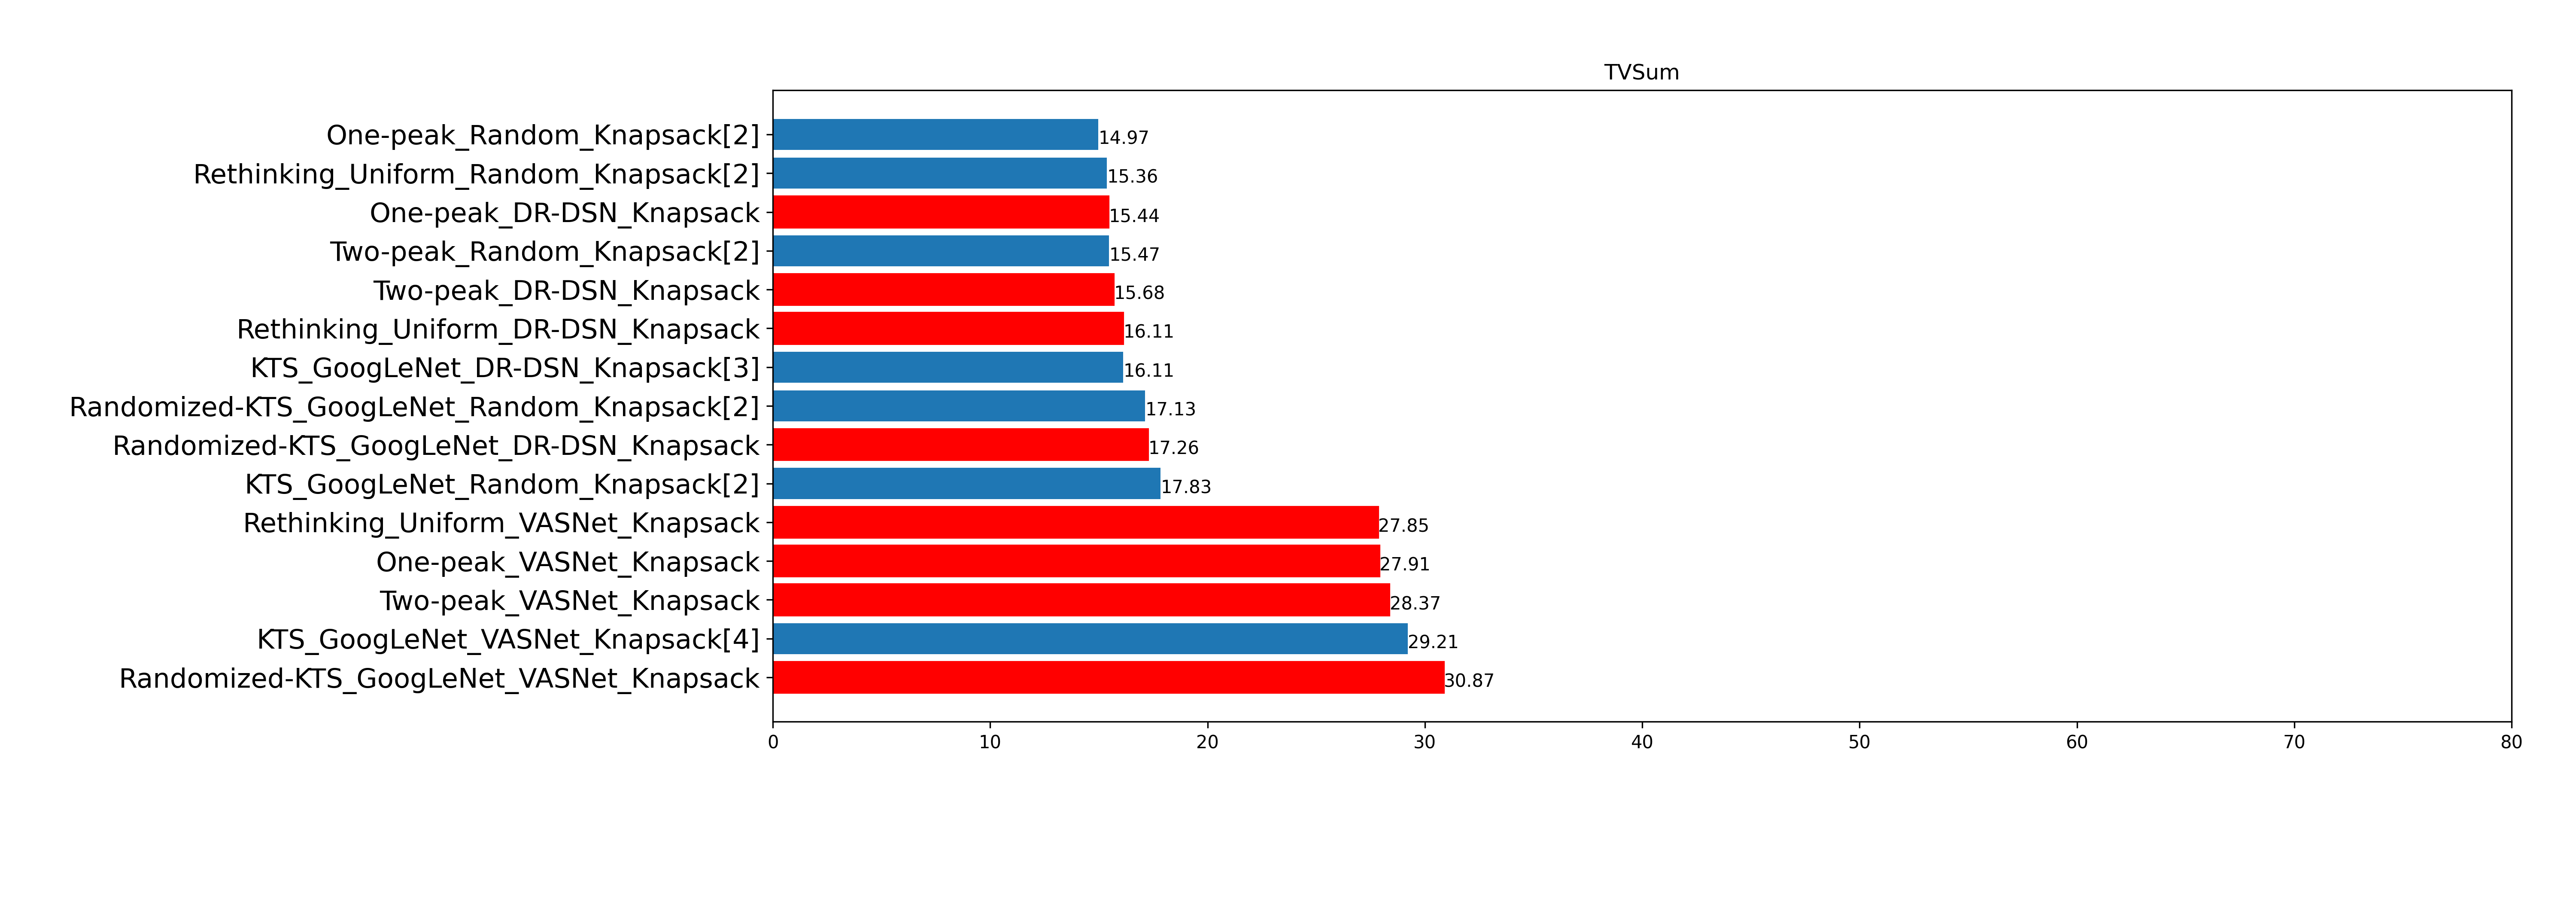 TVSum
One-peak_Random_Knapsack[2] 14.97
Rethinking_Uniform_Random_Knapsack[2] 15.36
One-peak_DR-DSN_Knapsack 15.44
Two-peak_Random_Knapsack[2] 15.47
Two-peak_DR-DSN_Knapsack 15.68
Rethinking_Uniform_DR-DSN_Knapsack 16.11
KTS_GoogLeNet_DR-DSN_Knapsack[3] 16.11
Randomized-KTS_GoogLeNet_Random_Knapsack[2] 17.13
Randomized-KTS_GoogLeNet_DR-DSN_Knapsack 17.26
KTS_GoogLeNet_Random_Knapsack[2] 17.83
Rethinking_Uniform_VASNet_Knapsack 27.85
One-peak_VASNet_Knapsack 27.91
Two-peak_VASNet_Knapsack 28.37
KTS_GoogLeNet_VASNet_Knapsack[4] 29.21
Randomized-KTS_GoogLeNet_VASNet_Knapsack 30.87
0 10 20 30 40 50 60 70 80